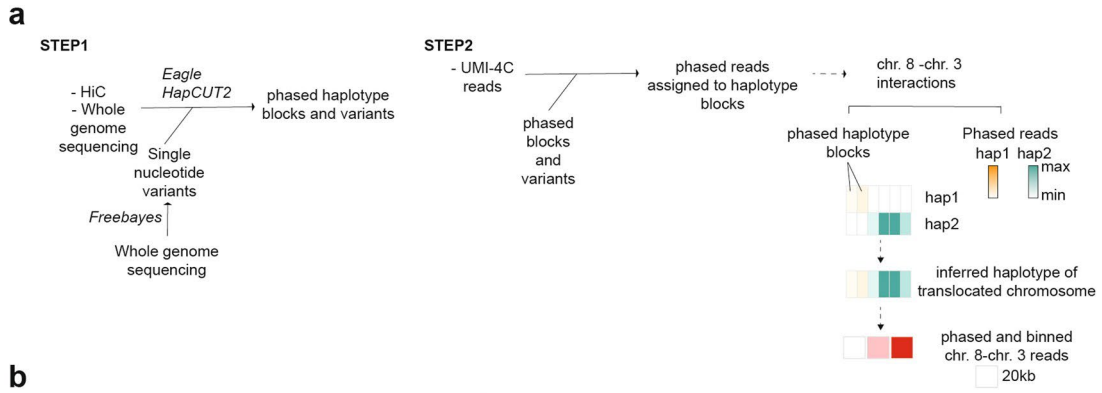 a
STEP1
- HiC
- Whole
genome
sequencing
Eagle
HapCUT2
phased haplotype
blocks and variants
Single
nucleotide
variants
Freebayes
Whole genome
sequencing
STEP2
- UMI-4C
reads
phased
blocks
and
variants
phased reads
assigned to haplotype
blocks
chr. 8 -chr. 3
interactions
phased haplotype
blocks
Phased reads
hap1 hap2
max
min
hap1
hap2
inferred haplotype of
translocated chromosome
phased and binned
chr. 8-chr. 3 reads
20kb
b